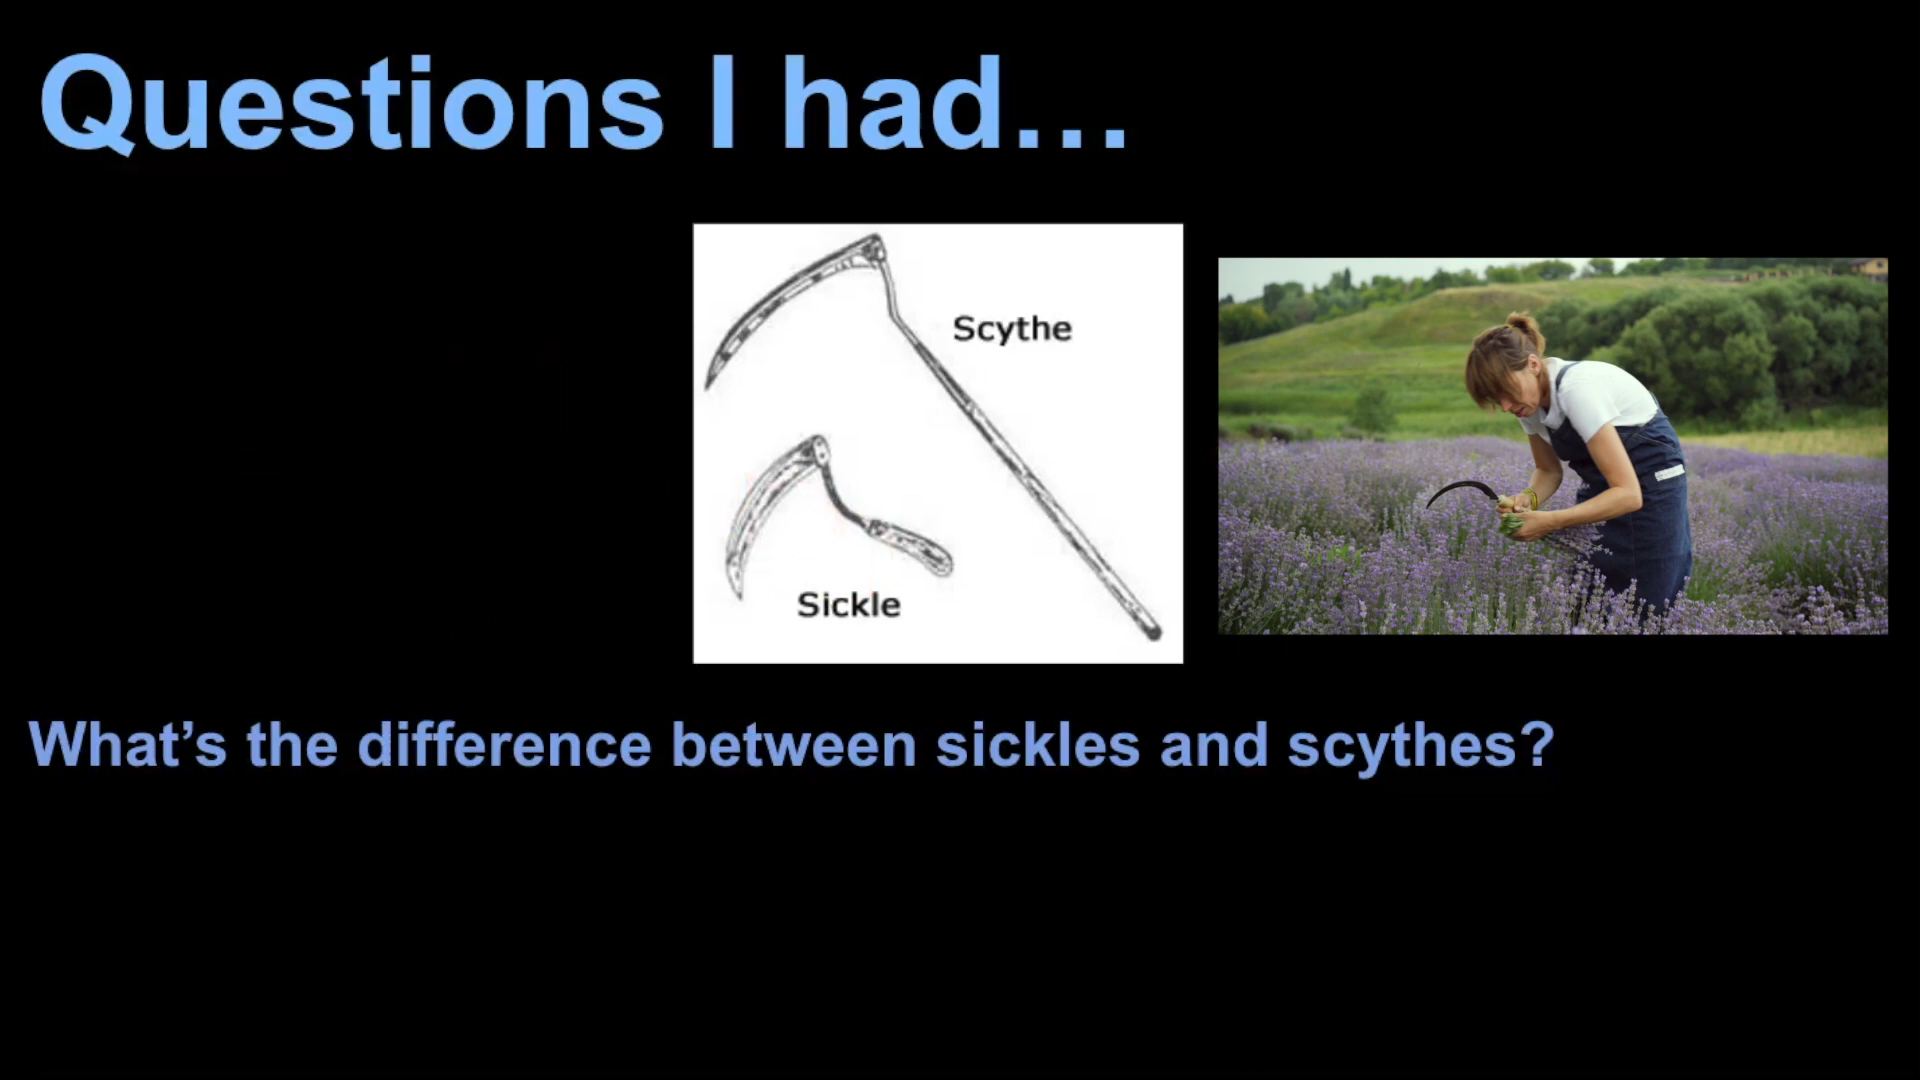 Questions I had…
Scythe
Sickle
What’s the difference between sickles and scythes?